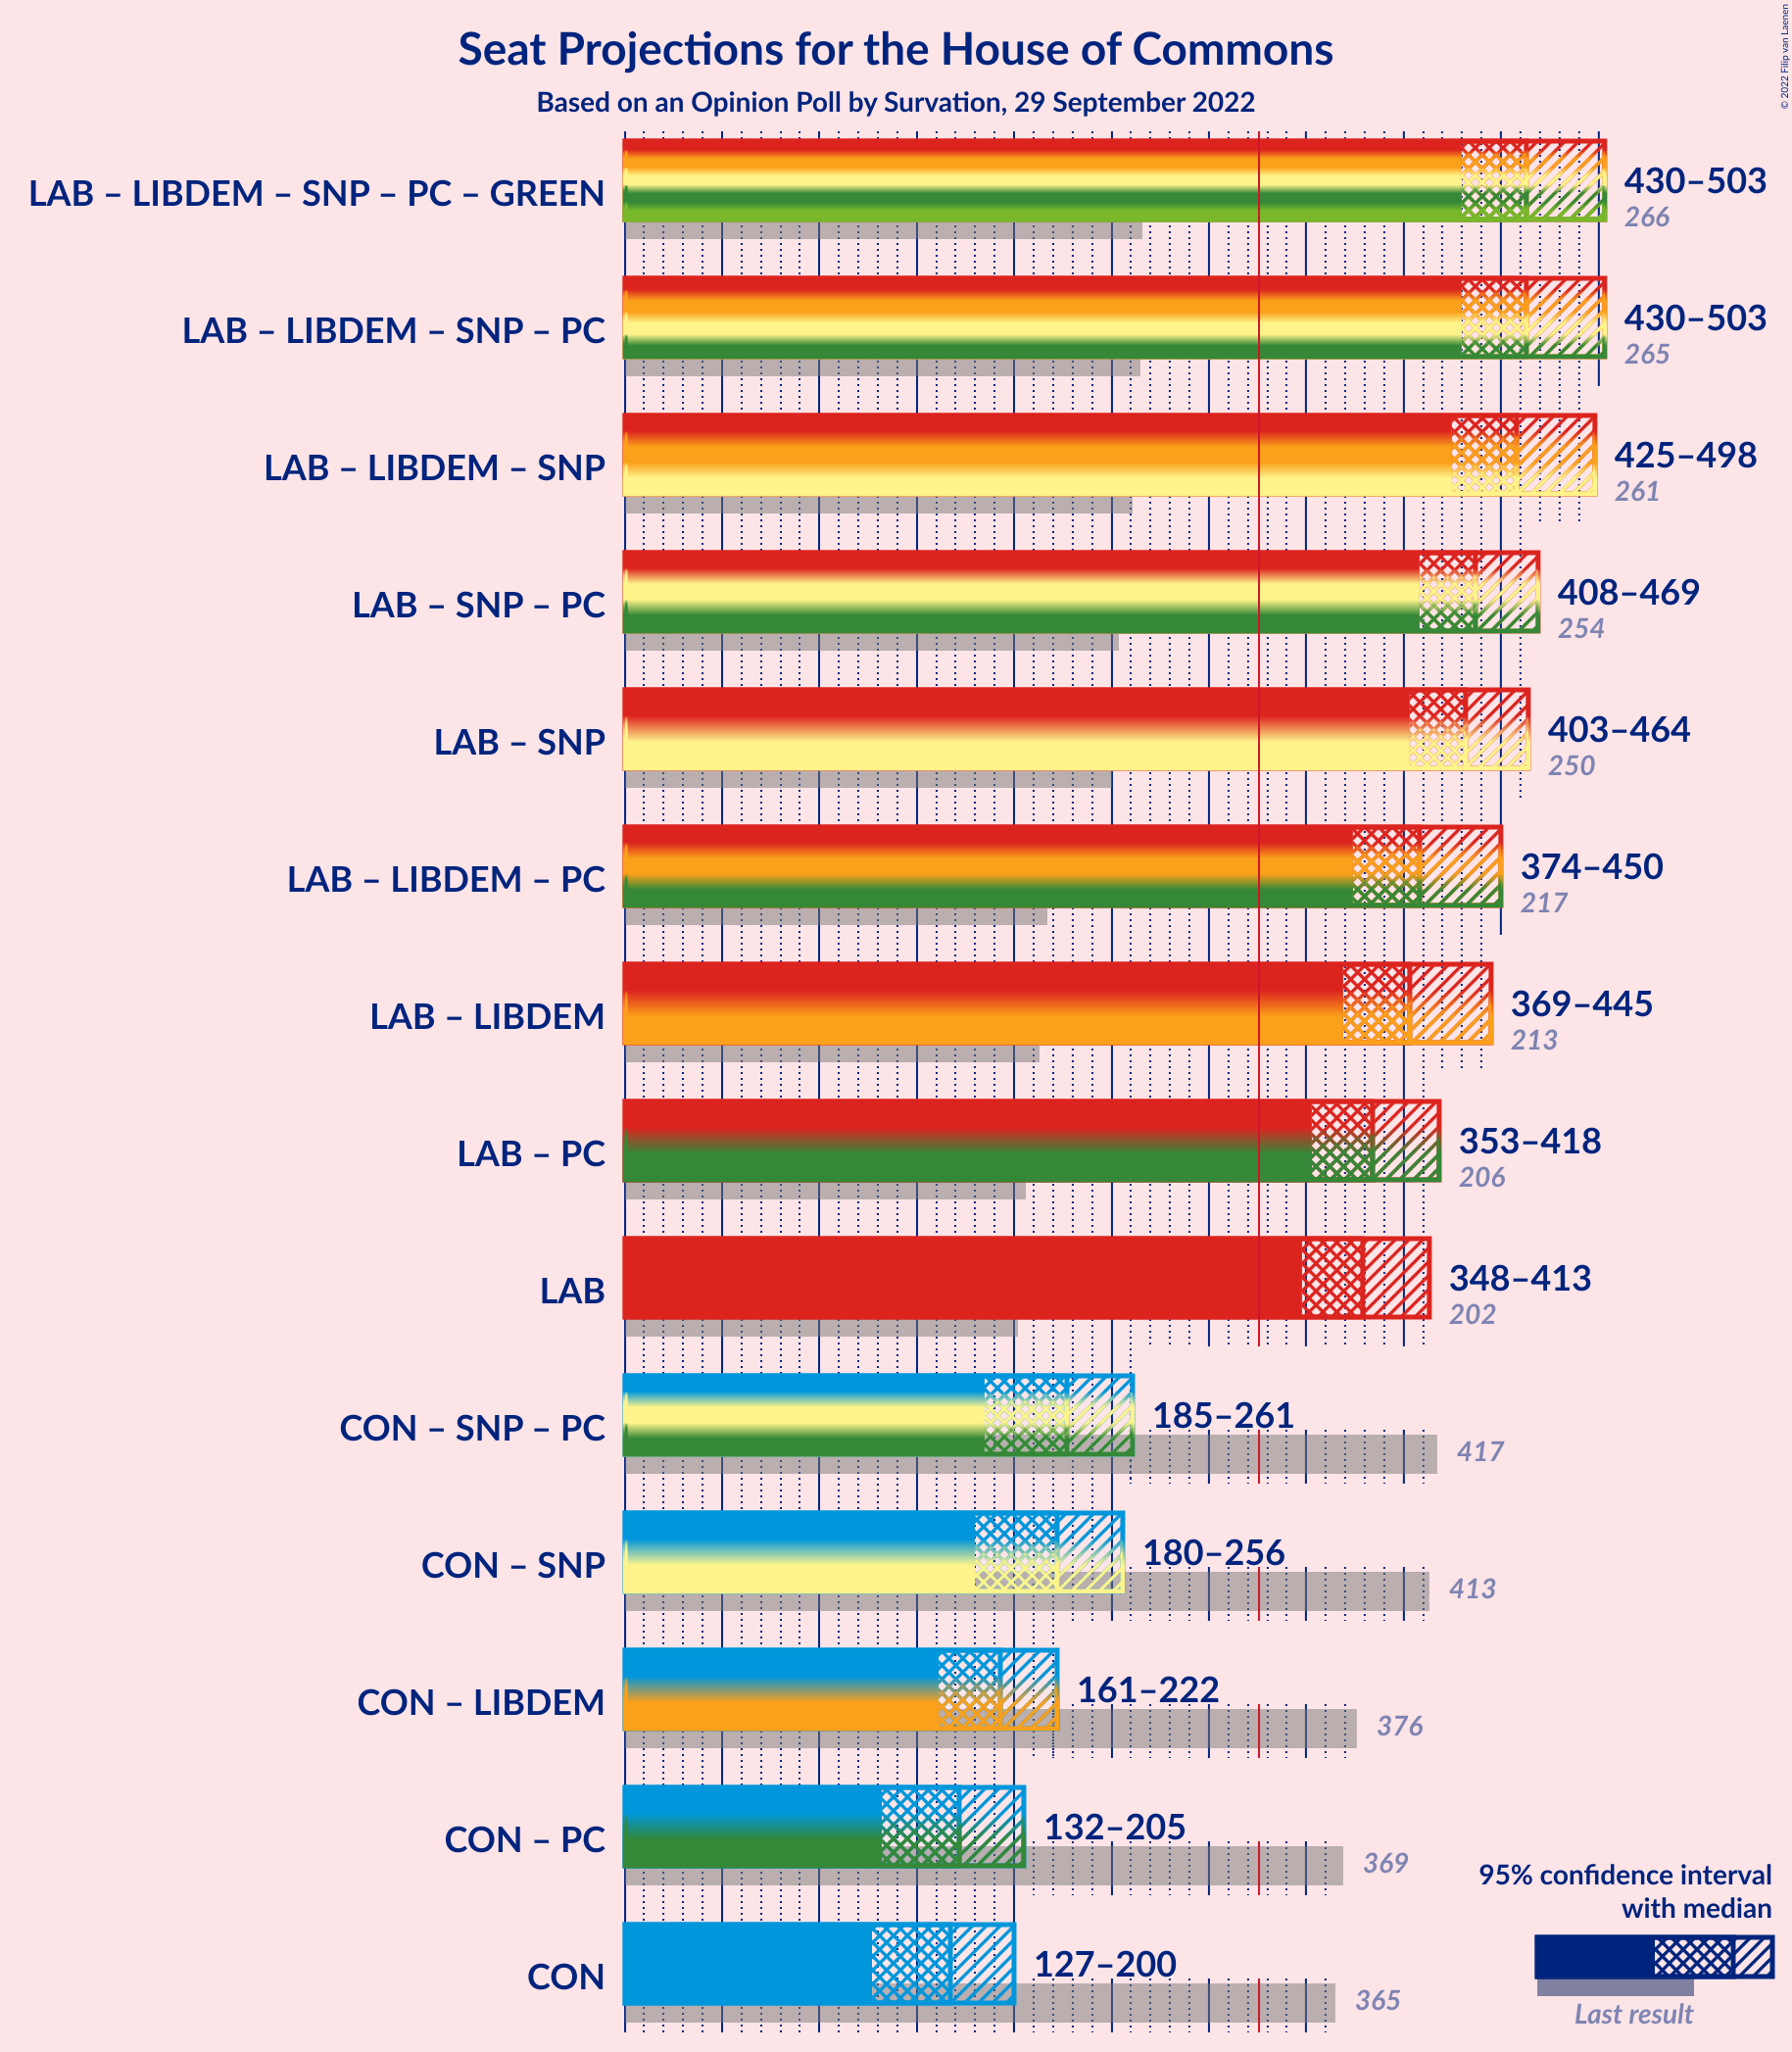 Seat Projections for the House of Commons
Based on an Opinion Poll by Survation, 29 September 2022
© 2022 Filip van Laenen
LAB – LIBDEM – SNP – PC – GREEN
430–503
266
LAB – LIBDEM – SNP – PC
430–503
265
LAB – LIBDEM – SNP
425–498
261
LAB – SNP – PC
408–469
254
LAB – SNP
403–464
250
LAB – LIBDEM – PC
374–450
217
LAB – LIBDEM
369–445
213
LAB – PC
353–418
206
LAB
348–413
202
CON – SNP – PC
185–261
417
CON – SNP
180–256
413
CON – LIBDEM
161–222
376
CON – PC
132–205
369
CON
127–200
365
95% confidence interval
with median
Last result